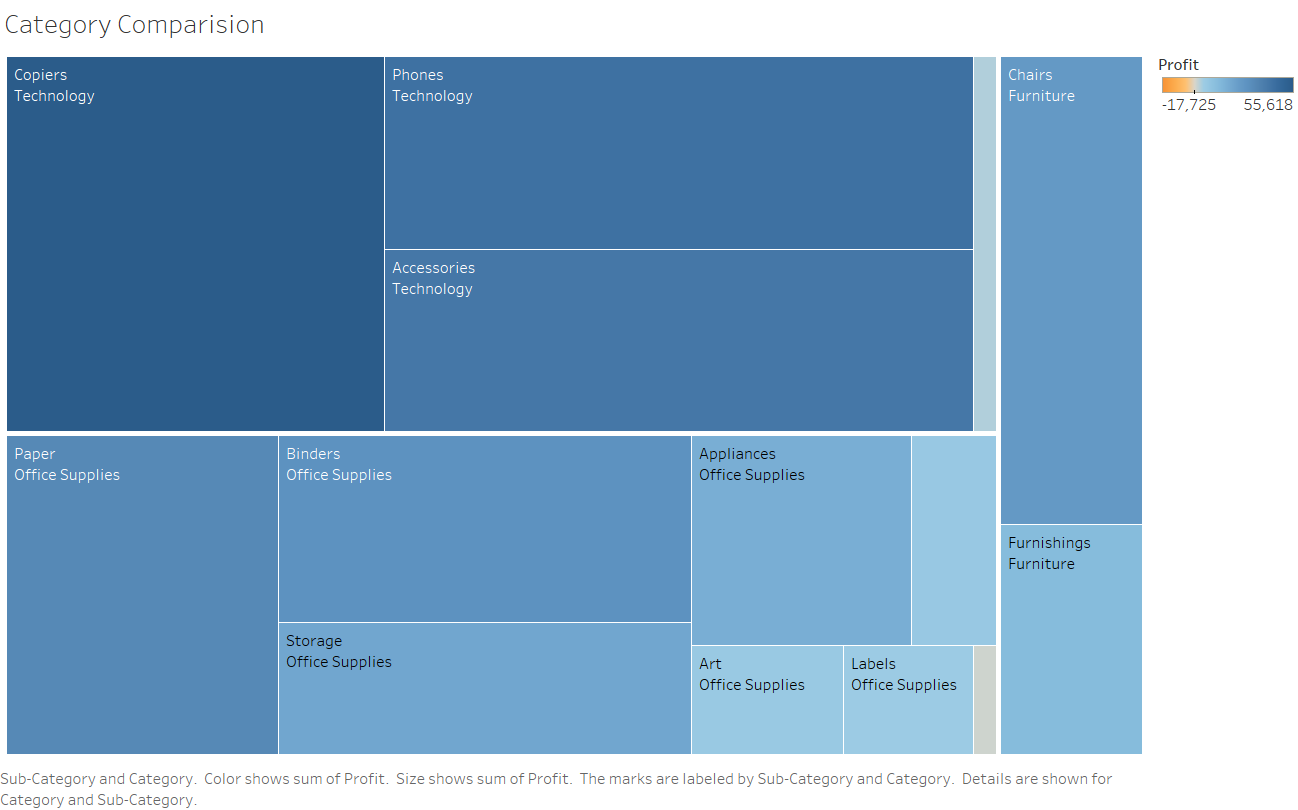 Category Comparision
Copiers
Technology
Phones
Technology
Accessories
Technology
Chairs
Furniture
Profit
-17,725 55,618
Paper
Office Supplies
Binders
Office Supplies
Storage
Office Supplies
Appliances
Office Supplies
Art
Office Supplies
Labels
Office Supplies
Furnishings
Furniture
Sub-Category and Category. Color shows sum of Profit. Size shows sum of Profit. The marks are labeled by Sub-Category and Category. Details are shown for
Category and Sub-Category.